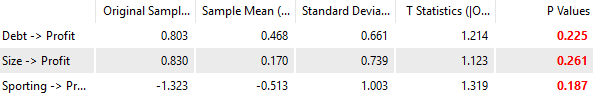 Original Sampl... Sample Mean (... Standard Devia... T Statistics (|O... P Values
Debt -> Profit 0.803 0.468 0.661 1.214 0.225
Size -> Profit 0.830 0.170 0.739 1.123 0.261
Sporting -> Pr... -1.323 -0.513 1.003 1.319 0.187